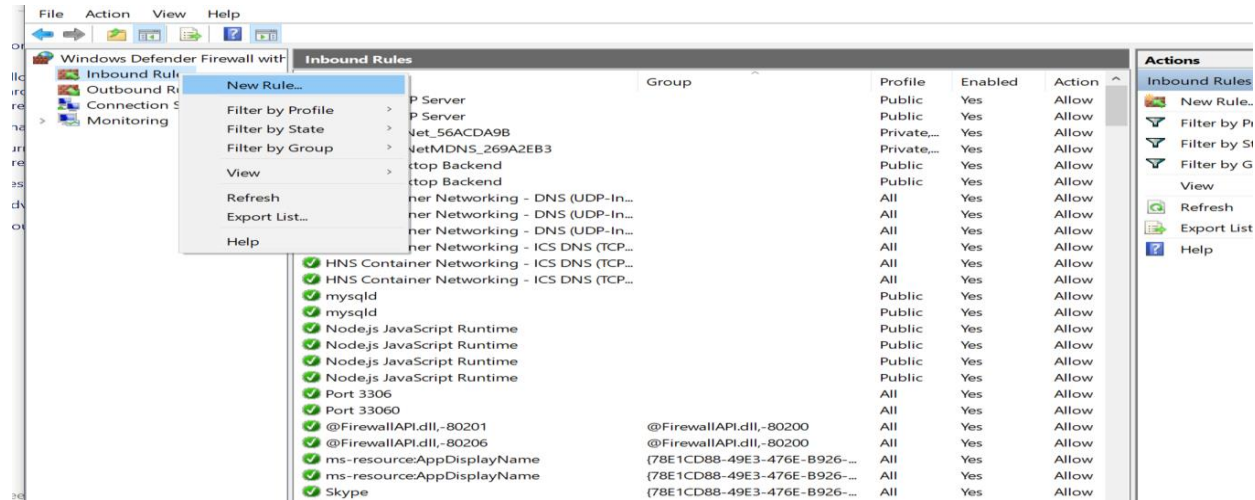 File Action View Help
Windows Defender Firewall with
Inbound Rul
Outbound Ru
Connection S
Monitoring
New Rule...
Filter by Profile
Filter by State
Filter by Group
View
Refresh
Export List...
Help
Inbound Rules
Group Profile Enabled Action
P Server Public Yes Allow
P Server Public Yes Allow
Net_56ACDA9B Private,... Yes Allow
NetMDNS_269A2EB3 Private,... Yes Allow
ktop Backend Public Yes Allow
ktop Backend Public Yes Allow
ner Networking - DNS (UDP-In... All Yes Allow
ner Networking - DNS (UDP-In... All Yes Allow
ner Networking - DNS (UDP-In... All Yes Allow
ner Networking - ICS DNS (TCP... All Yes Allow
HNS Container Networking - ICS DNS (TCP... All Yes Allow
HNS Container Networking - ICS DNS (TCP... All Yes Allow
mysqld Public Yes Allow
mysqld Public Yes Allow
Node.js JavaScript Runtime Public Yes Allow
Node.js JavaScript Runtime Public Yes Allow
Node.js JavaScript Runtime Public Yes Allow
Node.js JavaScript Runtime Public Yes Allow
Port 3306 All Yes Allow
Port 33060 All Yes Allow
@FirewallAPI.dll,-80201 @FirewallAPI.dll,-80200 All Yes Allow
@FirewallAPI.dll,-80206 @FirewallAPI.dll,-80200 All Yes Allow
ms-resource:AppDisplayName {78E1CD88-49E3-476E-B926-... All Yes Allow
ms-resource:AppDisplayName {78E1CD88-49E3-476E-B926-... All Yes Allow
Skype {78E1CD88-49E3-476E-B926-... All Yes Allow
Actions
Inbound Rules
New Rule..
Filter by Pr
Filter by St
Filter by G
View
Refresh
Export List
Help